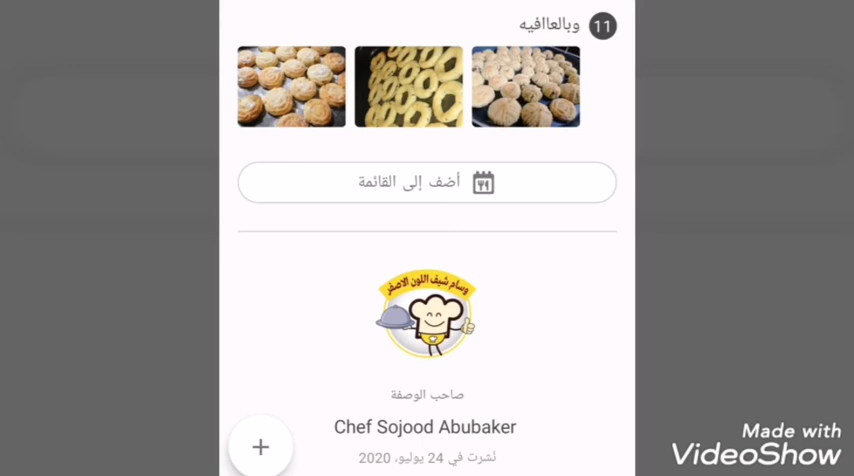 11 وبالعاافيه
أضف إلى القائمة
وسام شيف اللون الاصفر
صاحب الوصفة
Chef Sojood Abubaker
نُشرت في 24 يوليو، 2020
Made with
VideoShow